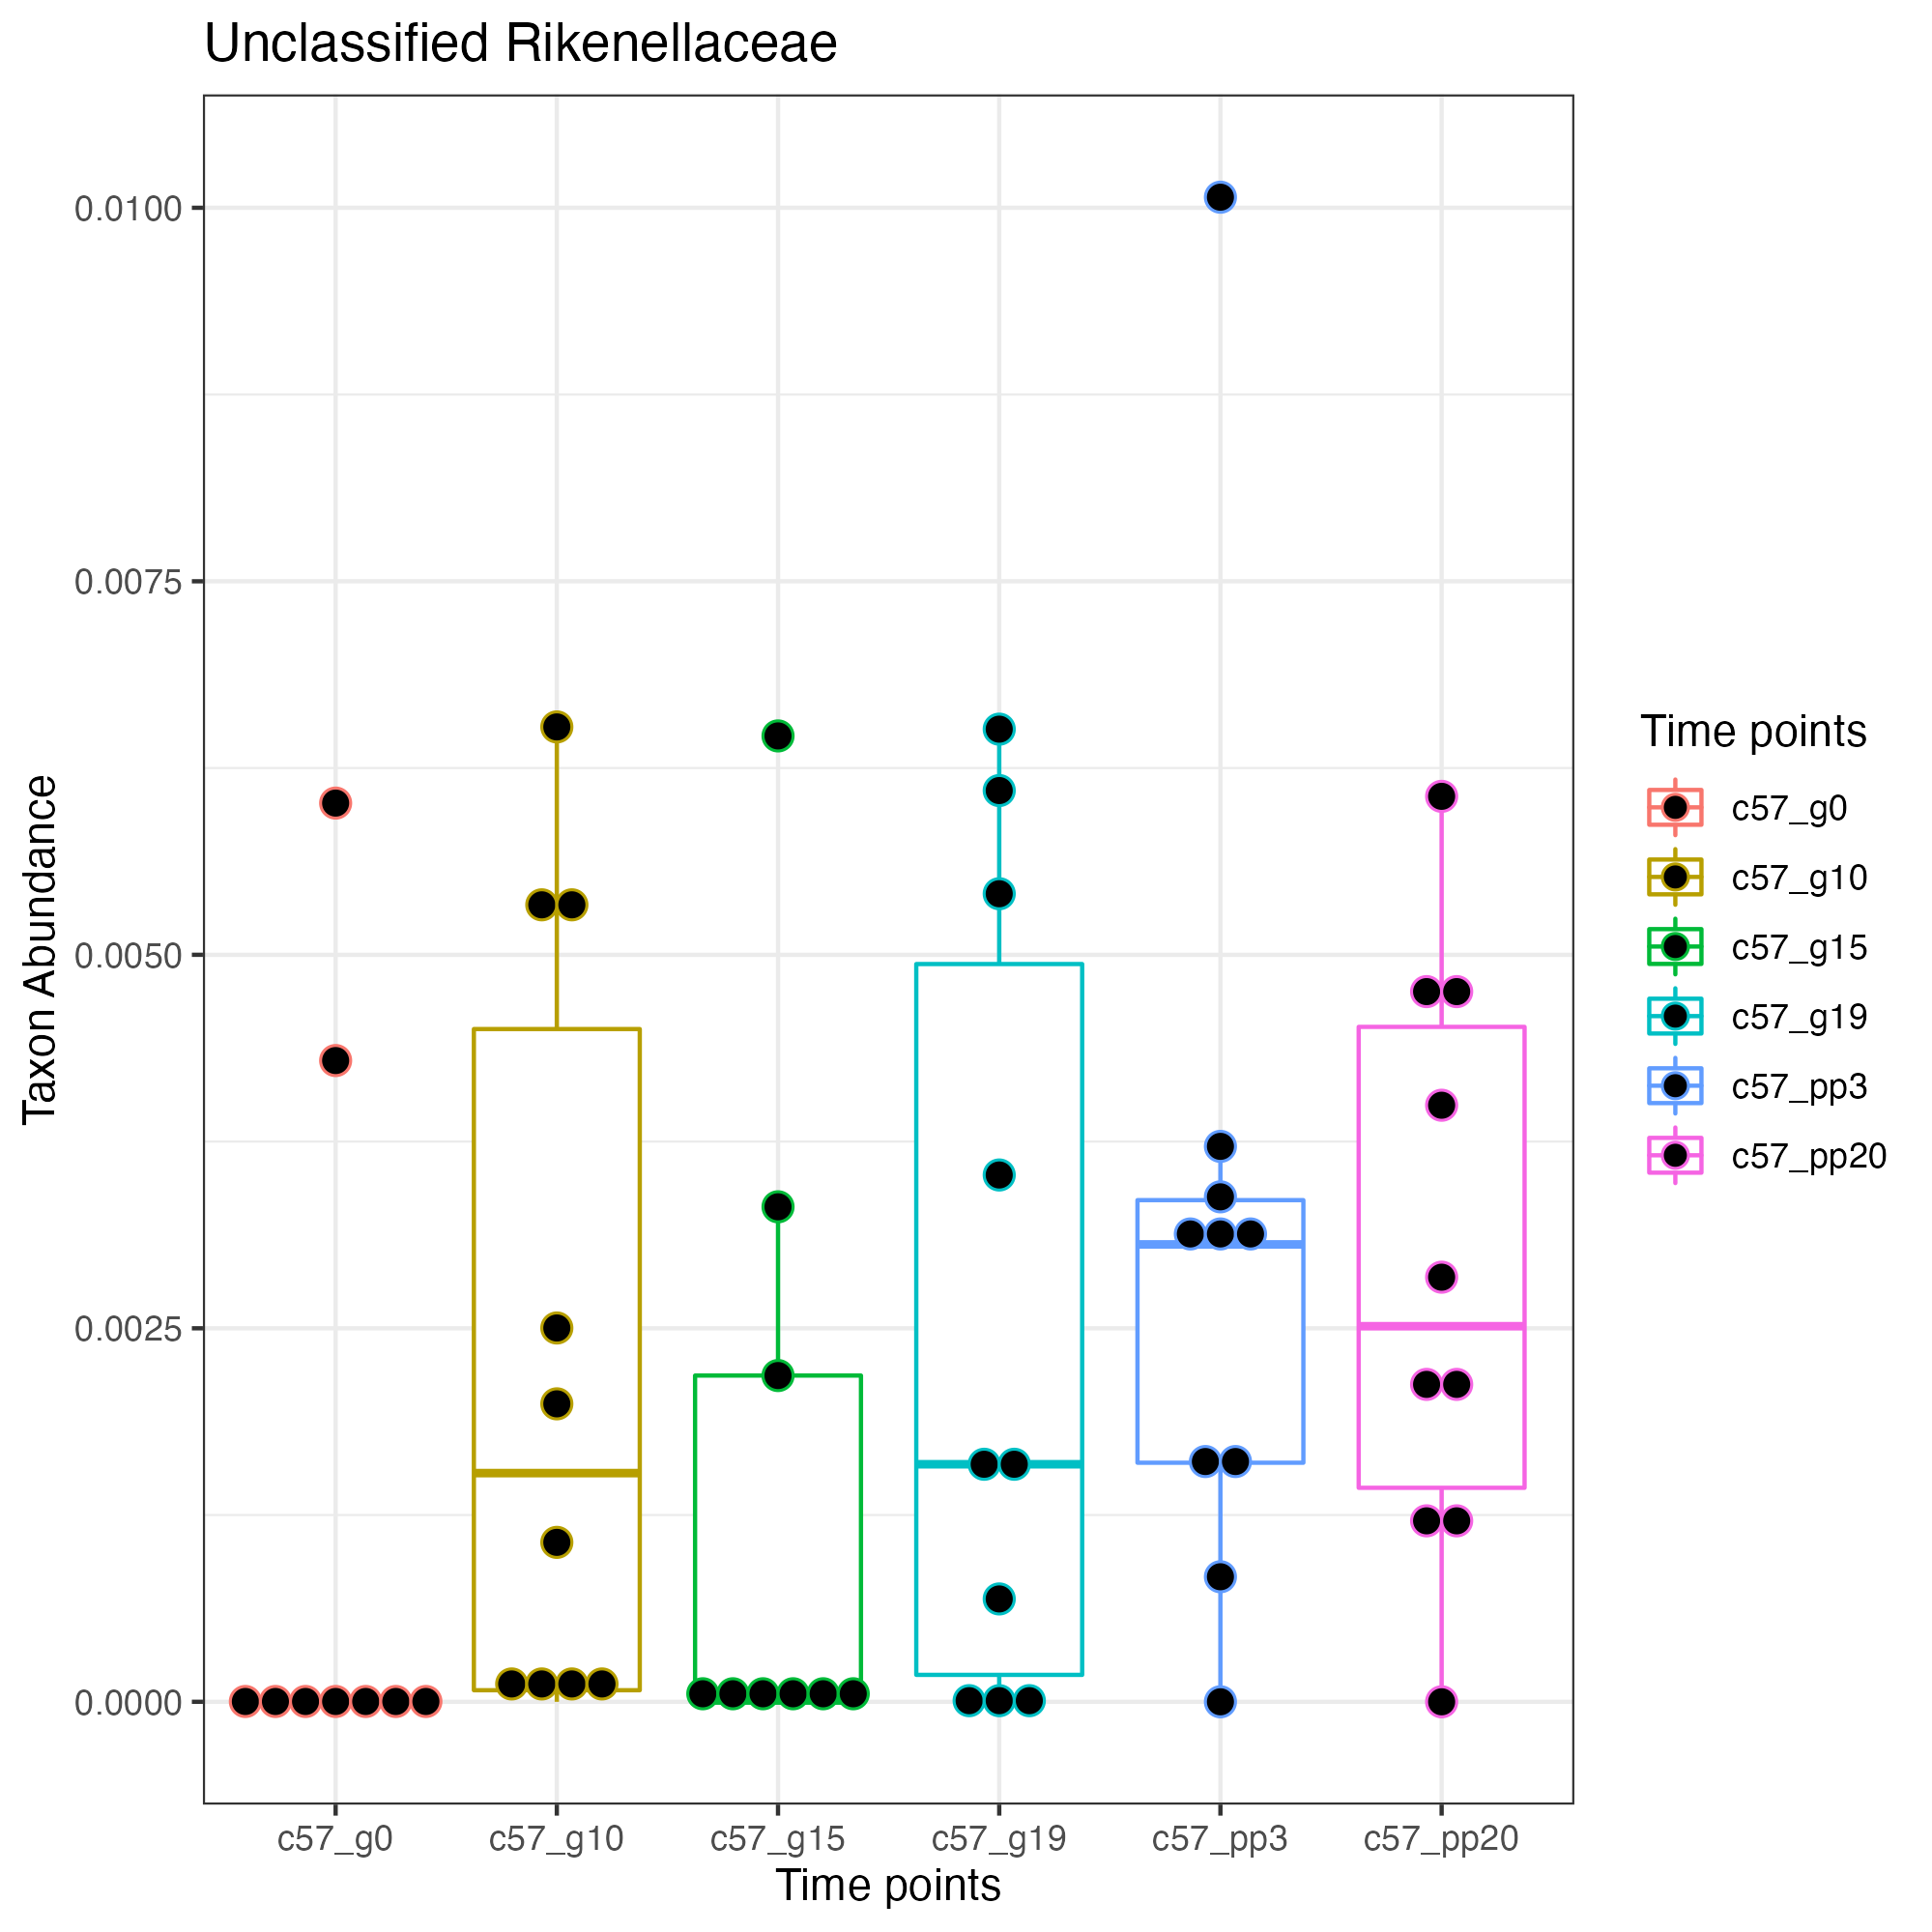 Unclassified Rikenellaceae
Taxon Abundance
0.0100
0.0075
0.0050
0.0025
0.0000
c57_g0 c57_g10 c57_g15 c57_g19 c57_pp3 c57_pp20
Time points
Time points
c57_g0
c57_g10
c57_g15
c57_g19
c57_pp3
c57_pp20